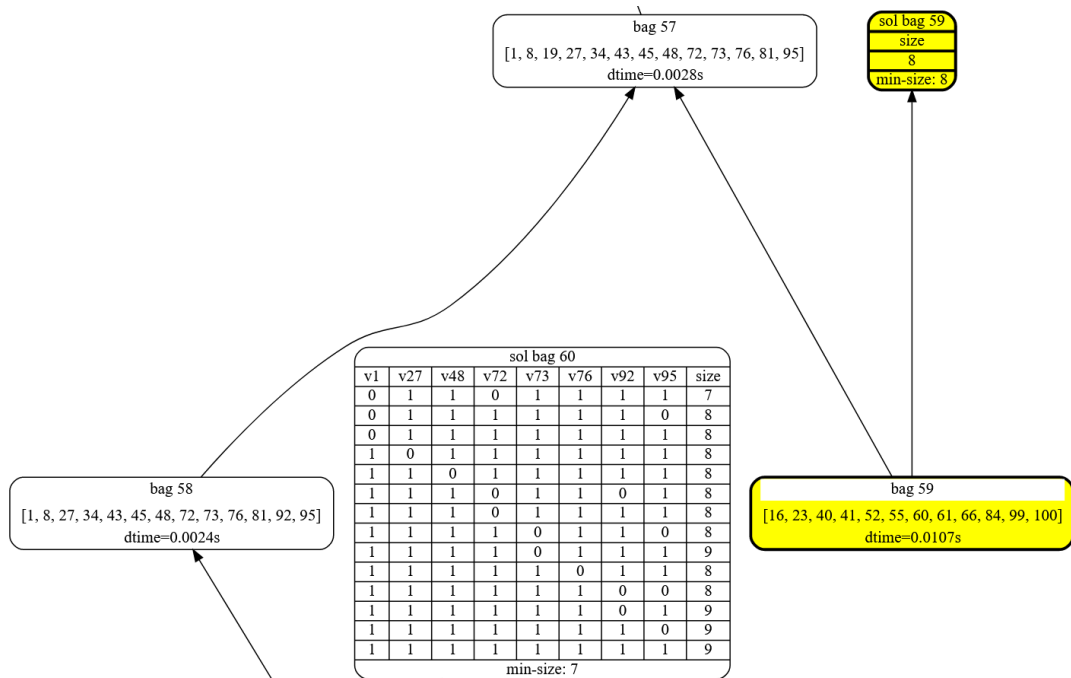 bag 57
[1, 8, 19, 27, 34, 43, 45, 48, 72, 73, 76, 81, 95]
dtime=0.0028s
sol bag 59
size
8
min-size: 8
sol bag 60
v1 v27 v48 v72 v73 v76 v92 v95 size
0 1 1 0 1 1 1 1 7
0 1 1 1 1 1 1 0 8
0 1 1 1 1 1 1 1 8
1 0 1 1 1 1 1 1 8
1 1 0 1 1 1 1 1 8
1 1 1 0 1 1 0 1 8
1 1 1 0 1 1 1 1 8
1 1 1 1 0 1 1 0 8
1 1 1 1 0 1 1 1 9
1 1 1 1 1 0 1 1 8
1 1 1 1 1 1 0 0 8
1 1 1 1 1 1 0 1 9
1 1 1 1 1 1 1 0 9
1 1 1 1 1 1 1 1 9
min-size: 7
bag 58
[1, 8, 27, 34, 43, 45, 48, 72, 73, 76, 81, 92, 95]
dtime=0.0024s
bag 59
[16, 23, 40, 41, 52, 55, 60, 61, 66, 84, 99, 100]
dtime=0.0107s